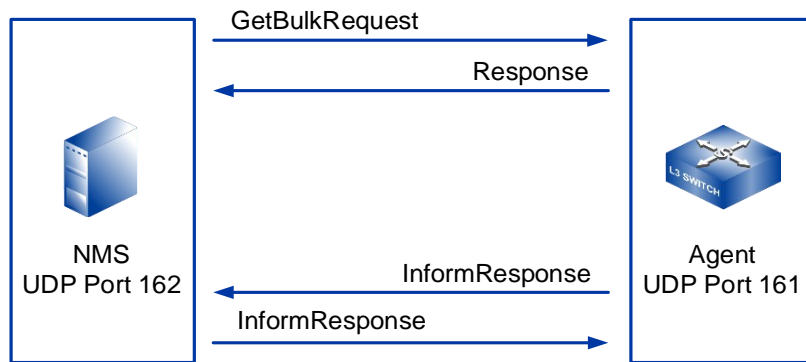 GetBulkRequest
Response
L3 SWITCH
NMS
UDP Port 162
Agent
UDP Port 161
InformResponse
InformResponse